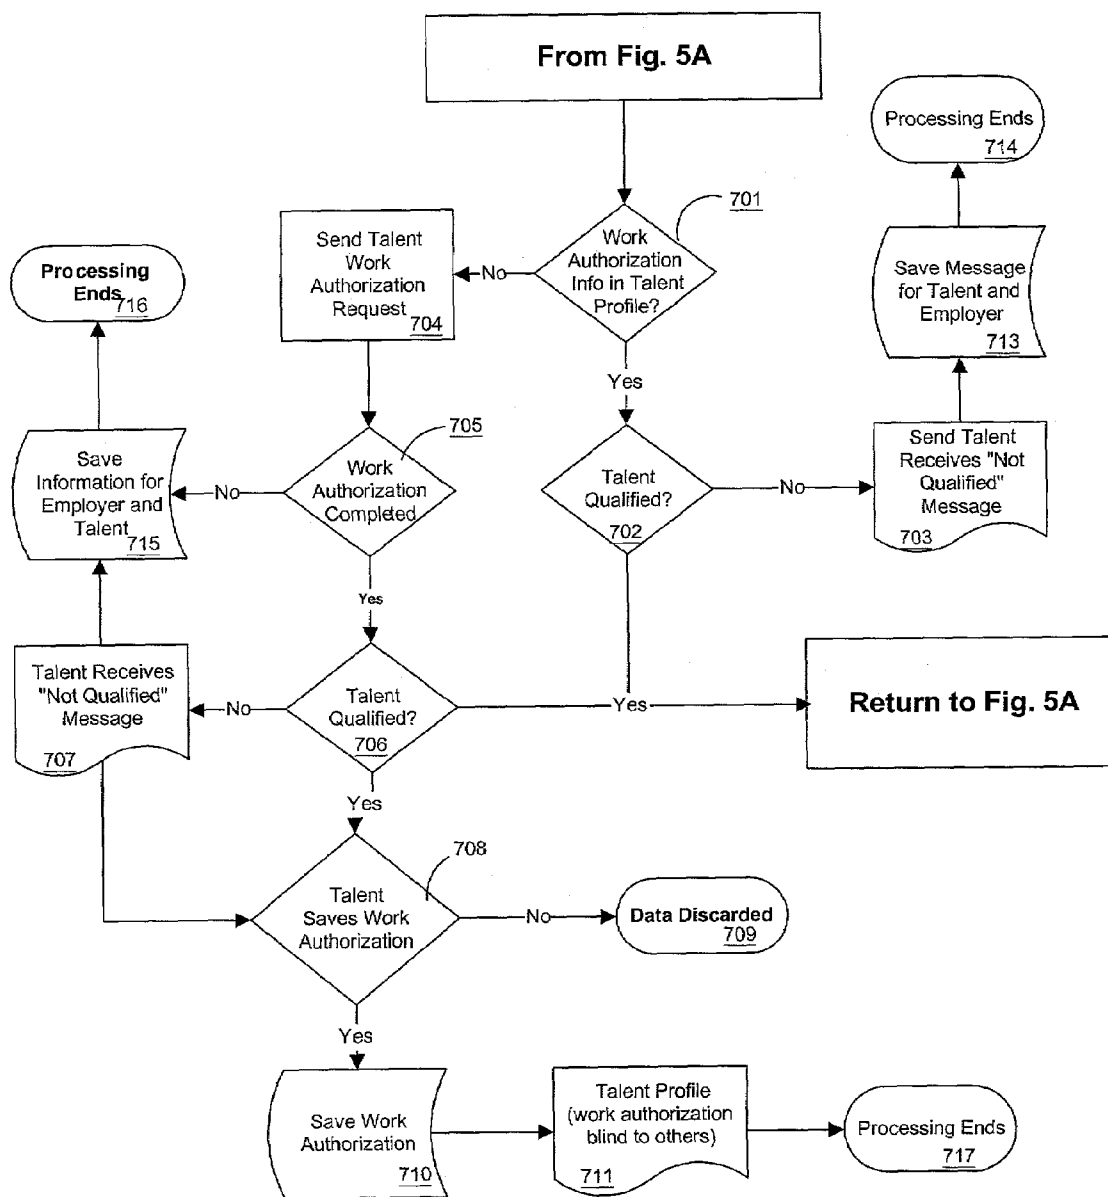 From Fig. 5A
Processing Ends
714
701
Work
Authorization
Info in Talent
Profile?
Send Talent
Work
Authorization
Request
704
No
Processing
Ends
716
Save Message
for Talent and
Employer
713
Yes
705
Work
Authorization
Completed
No
Save
Information for
Employer and
Talent
715
Talent
Qualified?
702
No
Send Talent
Receives "Not
Qualified"
Message
703
Yes
Talent Receives
"Not Qualified"
Message
707
No
Talent
Qualified?
706
Yes
Return to Fig. 5A
Yes
708
Talent
Saves Work
Authorization
No
Data Discarded
709
Yes
Save Work
Authorization
710
Talent Profile
(work authorization
blind to others)
711
Processing Ends
717